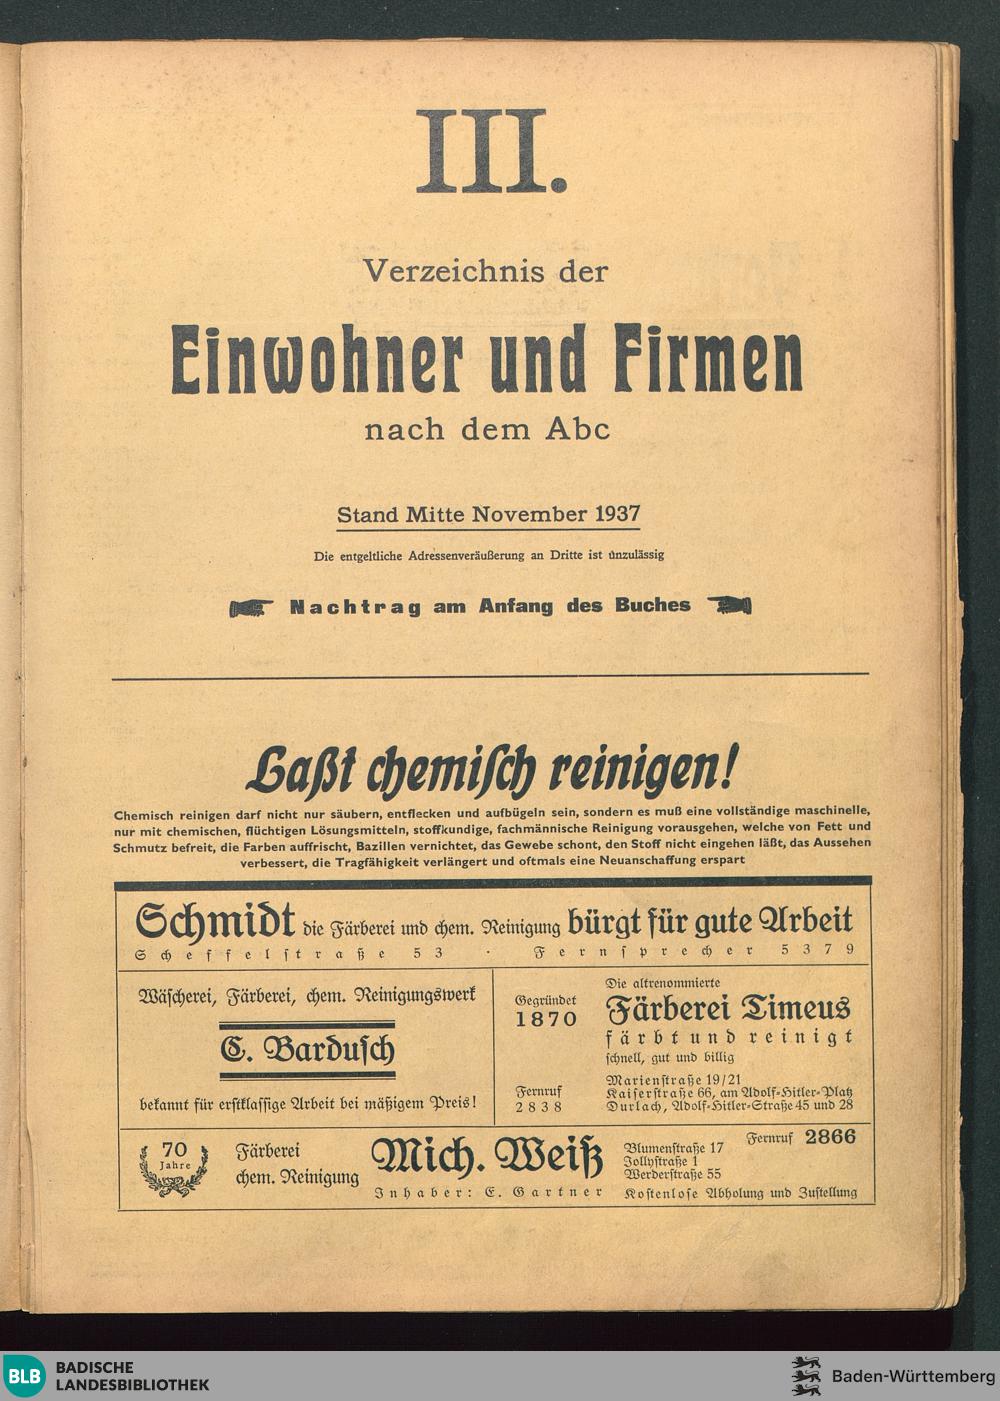 III.
Verzeichnis der
Einwohner und Firmen
nach dem Abc
Stand Mitte November 1937
Die entgeltliche Adressenveräußerung an Dritte ist unzulässig
Nachtrag am Anfang des Buches
Laßt chemisch reinigen!
Chemisch reinigen darf nicht nur säubern, entflecken und aufbügeln sein, sondern es muß eine vollständige maschinelle,
nur mit chemischen, flüchtigen Lösungsmitteln, stoffkundige, fachmännische Reinigung vorausgehen, welche von Fett und
Schmutz befreit, die Farben auffrischt, Bazillen vernichtet, das Gewebe schont, den Stoff nicht eingehen läßt, das Aussehen
verbessert, die Tragfähigkeit verlängert und oftmals eine Neuanschaffung erspart
Schmidt die Färberei und chem. Reinigung bürgt für gute Arbeit
Scheffelstraße 53 · Fernsprecher 5379
Wäscherei, Färberei, chem. Reinigungswerk
C. Bardusch
bekannt für erstklassige Arbeit bei mäßigem Preis!
Gegründet
1870
Fernruf
2838
Die altrenommierte
Färberei Timeus
färbt und reinigt
schnell, gut und billig
Marienstraße 19/21
Kaiserstraße 66, am Adolf-Hitler-Platz
Durlach, Adolf-Hitler-Straße 45 und 28
70
Jahre
Färberei
chem. Reinigung
Mich. Weiß
Inhaber: E. Gartner
Blumenstraße 17
Jollystraße 1
Werderstraße 55
Fernruf 2866
Kostenlose Abholung und Zustellung
BLB
BADISCHE
LANDESBIBLIOTHEK
Baden-Württemberg